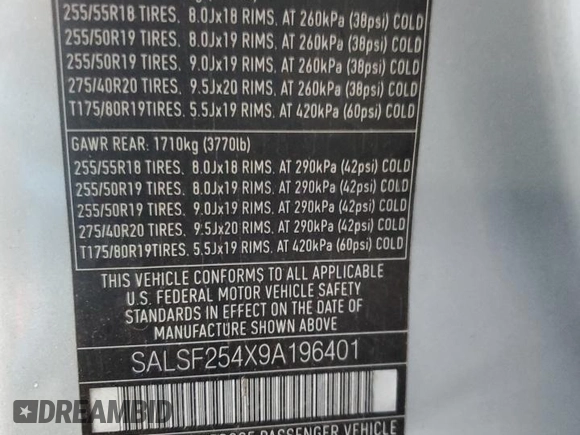 255/55R18 TIRES, 8.0Jx18 RIMS, AT 260kPa (38psi) COLD
255/50R19 TIRES, 8.0Jx19 RIMS, AT 260kPa (38psi) COLD
255/50R19 TIRES, 9.0Jx19 RIMS, AT 260kPa (38psi) COLD
275/40R20 TIRES, 9.5Jx20 RIMS, AT 260kPa (38psi) COLD
T175/80R19TIRES, 5.5Jx19 RIMS, AT 420kPa (60psi) COLD
GAWR REAR: 1710kg (3770lb)
255/55R18 TIRES, 8.0Jx18 RIMS, AT 290kPa (42psi) COLD
255/50R19 TIRES, 8.0Jx19 RIMS, AT 290kPa (42psi) COLD
255/50R19 TIRES, 9.0Jx19 RIMS, AT 290kPa (42psi) COLD
275/40R20 TIRES, 9.5Jx20 RIMS, AT 290kPa (42psi) COLD
T175/80R19TIRES, 5.5Jx19 RIMS, AT 420kPa (60psi) COLD
THIS VEHICLE CONFORMS TO ALL APPLICABLE
U.S. FEDERAL MOTOR VEHICLE SAFETY
STANDARDS IN EFFECT ON THE DATE OF
MANUFACTURE SHOWN ABOVE
SALSF254X9A196401
PASSENGER VEHICLE
DREAMBID